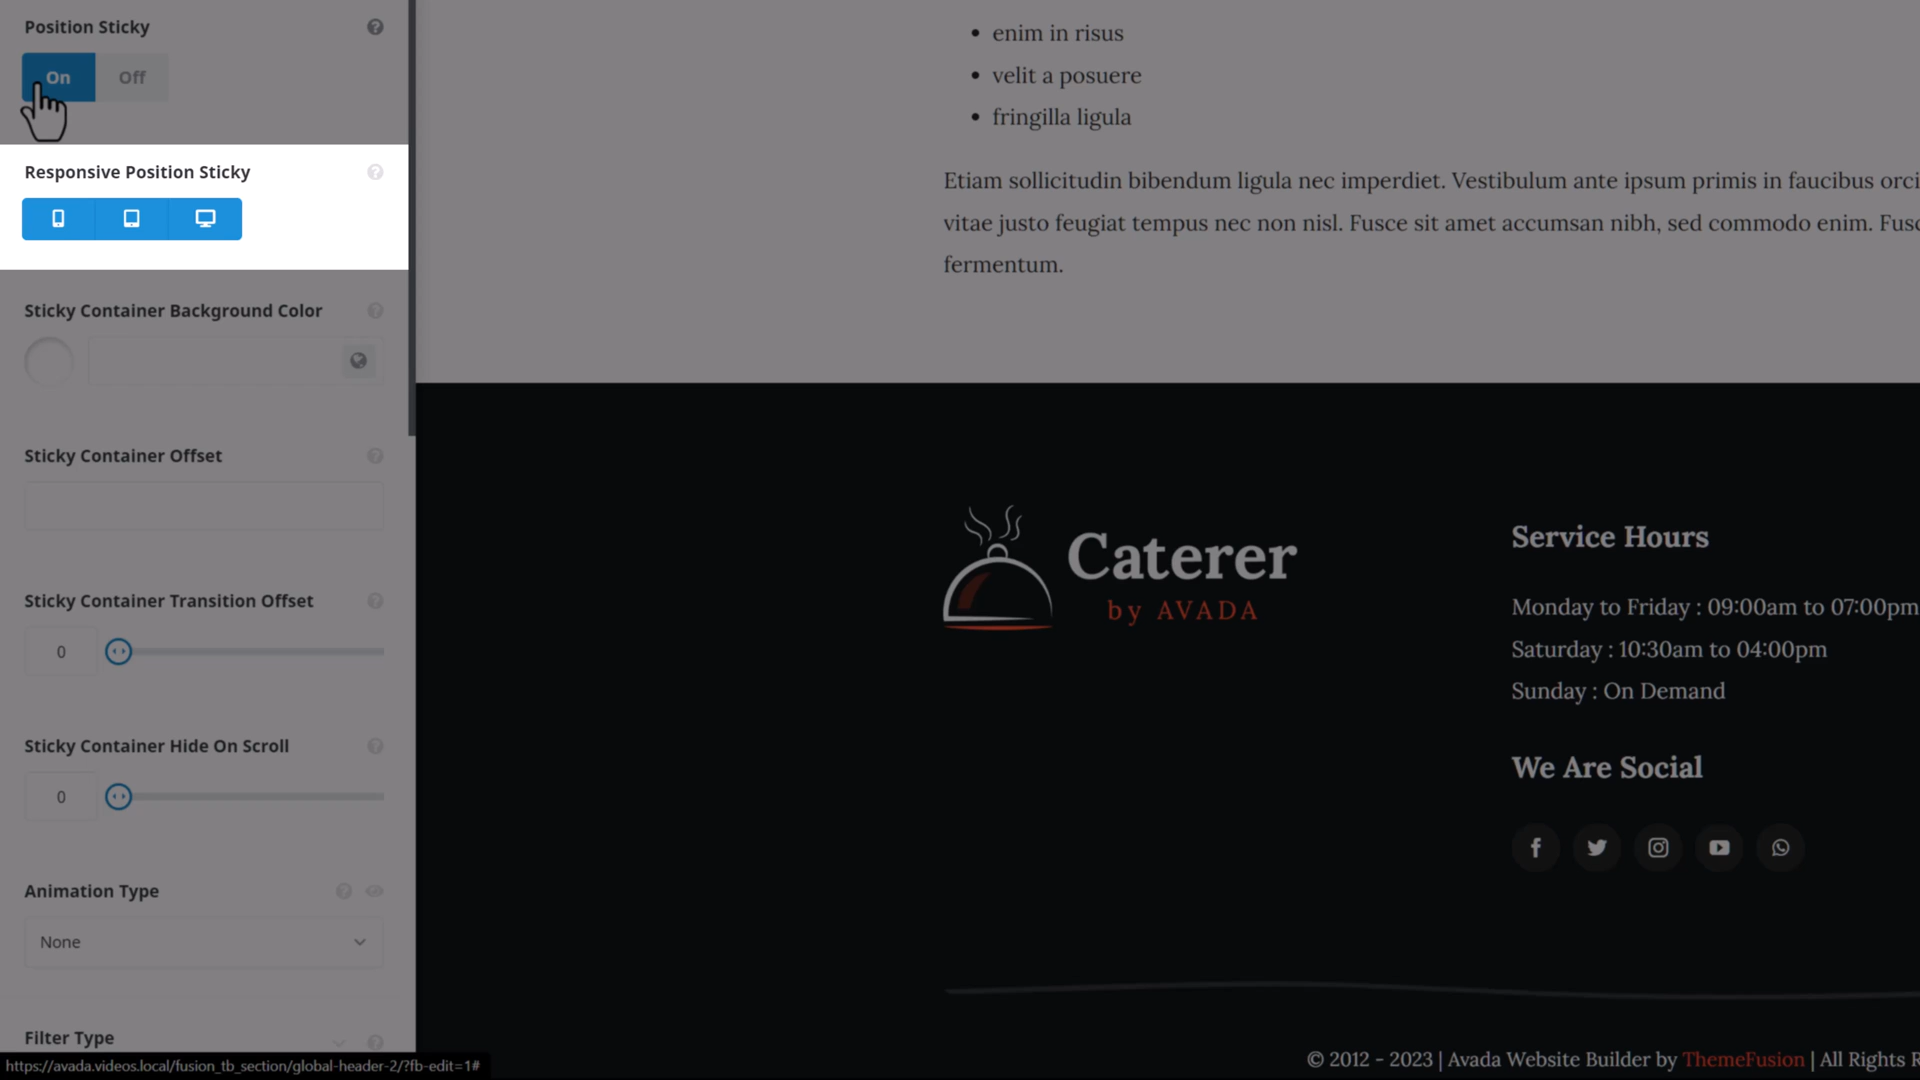 Position Sticky
On
Off
Responsive Position Sticky
Sticky Container Background Color
Sticky Container Offset
Sticky Container Transition Offset
0
Sticky Container Hide On Scroll
0
Animation Type
None
Filter Type
https://avada.videos.local/fusion_tb_section/global-header-2/?fb-edit=1#
enim in risus
velit a posuere
fringilla ligula
Etiam sollicitudin bibendum ligula nec imperdiet. Vestibulum ante ipsum primis in faucibus orci
vitae justo feugiat tempus nec non nisl. Fusce sit amet accumsan nibh, sed commodo enim. Fusc
fermentum.
Caterer
by AVADA
Service Hours
Monday to Friday : 09:00am to 07:00pm
Saturday : 10:30am to 04:00pm
Sunday : On Demand
We Are Social
© 2012 - 2023 | Avada Website Builder by ThemeFusion | All Rights R